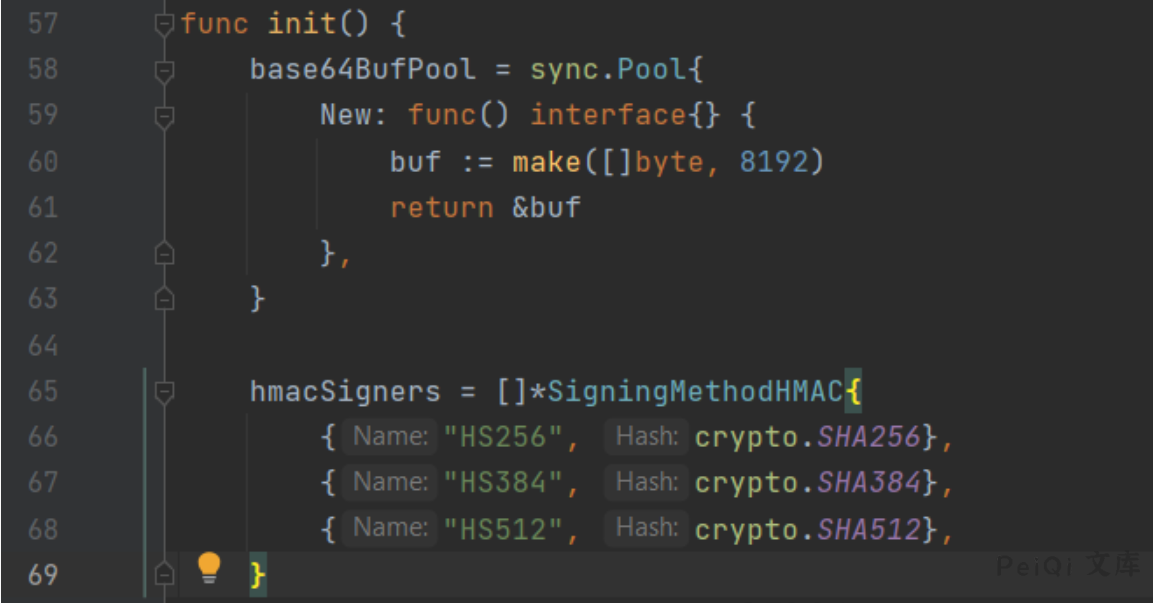 57 func init() {
58 base64BufPool = sync.Pool{
59 New: func() interface{} {
60 buf := make([]byte, 8192)
61 return &buf
62 },
63 }
64
65 hmacSigners = []*SigningMethodHMAC{
66 { Name: "HS256", Hash: crypto.SHA256},
67 { Name: "HS384", Hash: crypto.SHA384},
68 { Name: "HS512", Hash: crypto.SHA512},
69 }
PeiQi 文库